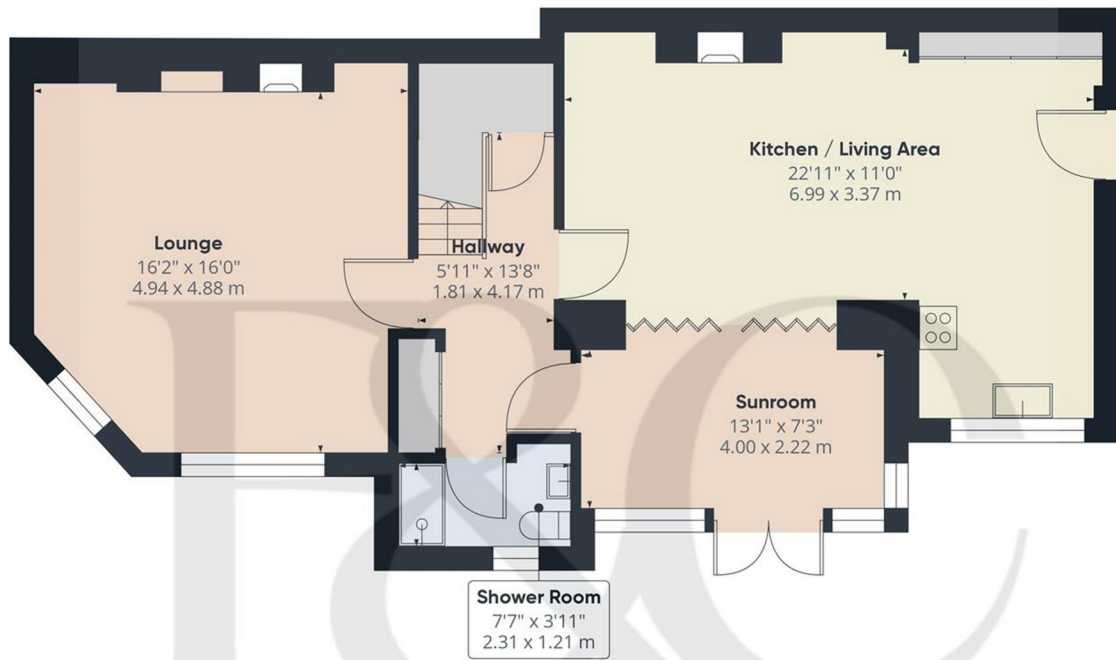 Kitchen / Living Area
22'11" x 11'0"
6.99 x 3.37 m
Lounge
16'2" x 16'0"
4.94 x 4.88 m
Hallway
5'11" x 13'8"
1.81 x 4.17 m
Sunroom
13'1" x 7'3"
4.00 x 2.22 m
Shower Room
7'7" x 3'11"
2.31 x 1.21 m